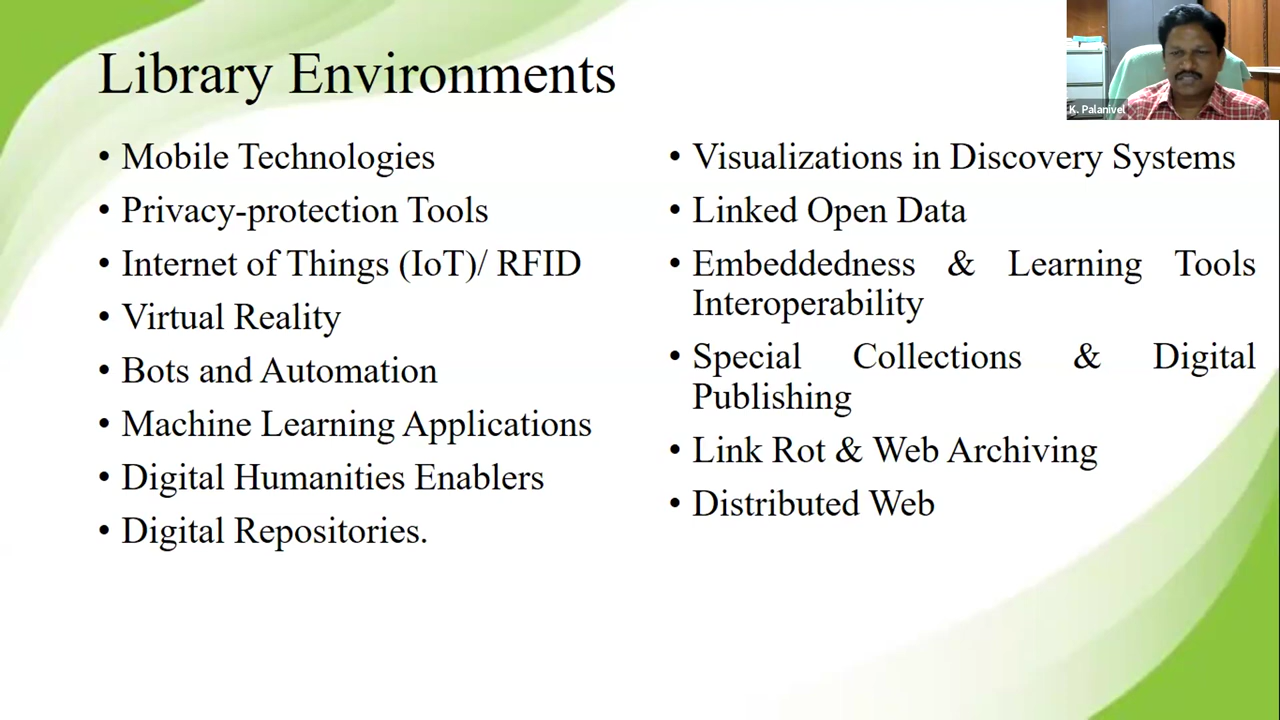 Library Environments
• Mobile Technologies
• Privacy-protection Tools
• Internet of Things (IoT)/ RFID
• Virtual Reality
• Bots and Automation
• Machine Learning Applications
• Digital Humanities Enablers
• Digital Repositories.
• Visualizations in Discovery Systems
• Linked Open Data
• Embeddedness & Learning Tools
Interoperability
• Special Collections & Digital
Publishing
• Link Rot & Web Archiving
• Distributed Web
K. Palanivel